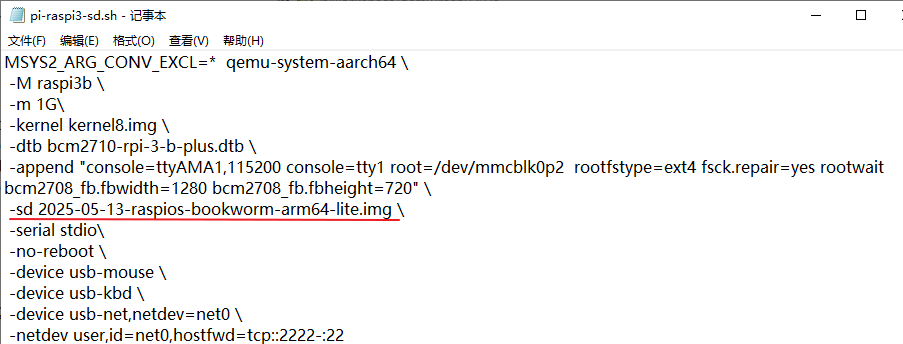 pi-raspi3-sd.sh - 记事本
文件(F) 编辑(E) 格式(O) 查看(V) 帮助(H)
MSYS2_ARG_CONV_EXCL=*  qemu-system-aarch64 \
-M raspi3b \
-m 1G\
-kernel kernel8.img \
-dtb bcm2710-rpi-3-b-plus.dtb \
-append "console=ttyAMA1,115200 console=tty1 root=/dev/mmcblk0p2  rootfstype=ext4 fsck.repair=yes rootwait
bcm2708_fb.fbwidth=1280 bcm2708_fb.fbheight=720" \
-sd 2025-05-13-raspios-bookworm-arm64-lite.img \
-serial stdio\
-no-reboot \
-device usb-mouse \
-device usb-kbd \
-device usb-net,netdev=net0 \
-netdev user,id=net0,hostfwd=tcp::2222-:22